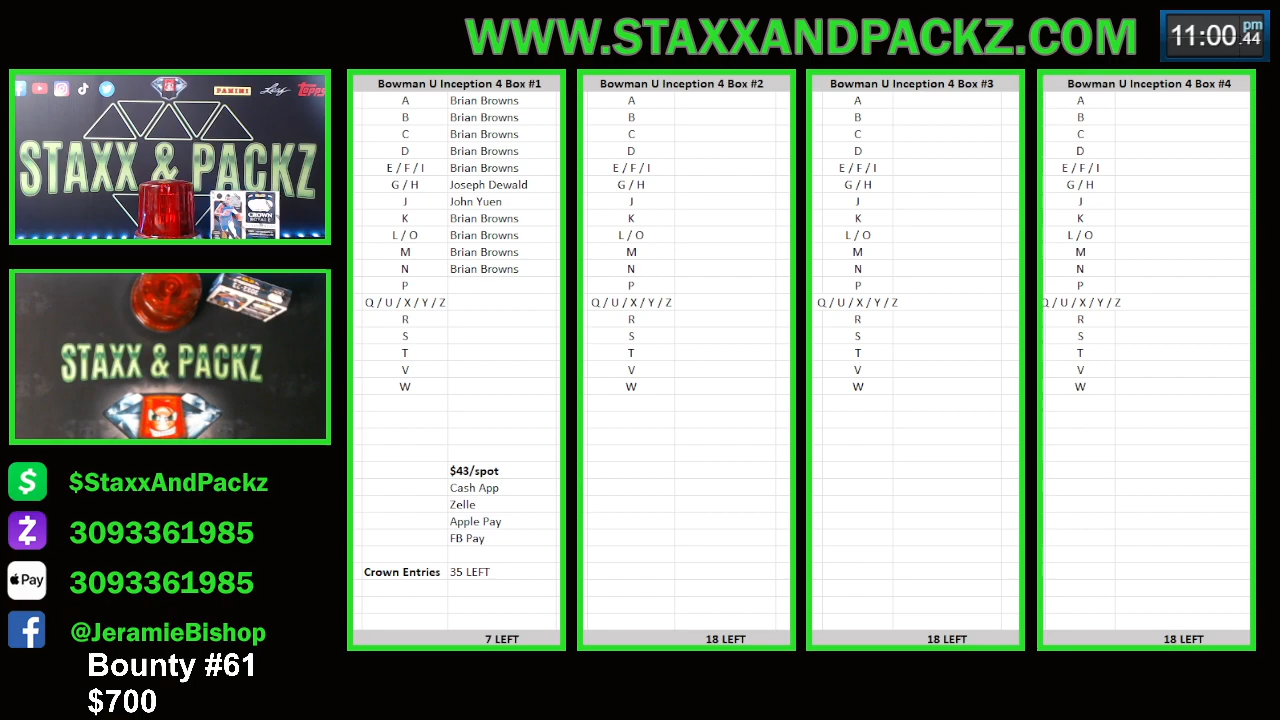 WWW.STAXXANDPACKZ.COM
11:00 pm .44
PANINI Leaf Topps
STAXX & PACKZ
CROWN
ROYALE
STAXX & PACKZ
$StaxxAndPackz
3093361985
Pay 3093361985
@JeramieBishop
Bounty #61
$700
Bowman U Inception 4 Box #1
A Brian Browns
B Brian Browns
C Brian Browns
D Brian Browns
E / F / I Brian Browns
G / H Joseph Dewald
J John Yuen
K Brian Browns
L / O Brian Browns
M Brian Browns
N Brian Browns
P
Q / U / X / Y / Z
R
S
T
V
W
$43/spot
Cash App
Zelle
Apple Pay
FB Pay
Crown Entries 35 LEFT
7 LEFT
Bowman U Inception 4 Box #2
A
B
C
D
E / F / I
G / H
J
K
L / O
M
N
P
Q / U / X / Y / Z
R
S
T
V
W
18 LEFT
Bowman U Inception 4 Box #3
A
B
C
D
E / F / I
G / H
J
K
L / O
M
N
P
Q / U / X / Y / Z
R
S
T
V
W
18 LEFT
Bowman U Inception 4 Box #4
A
B
C
D
E / F / I
G / H
J
K
L / O
M
N
P
Q / U / X / Y / Z
R
S
T
V
W
18 LEFT